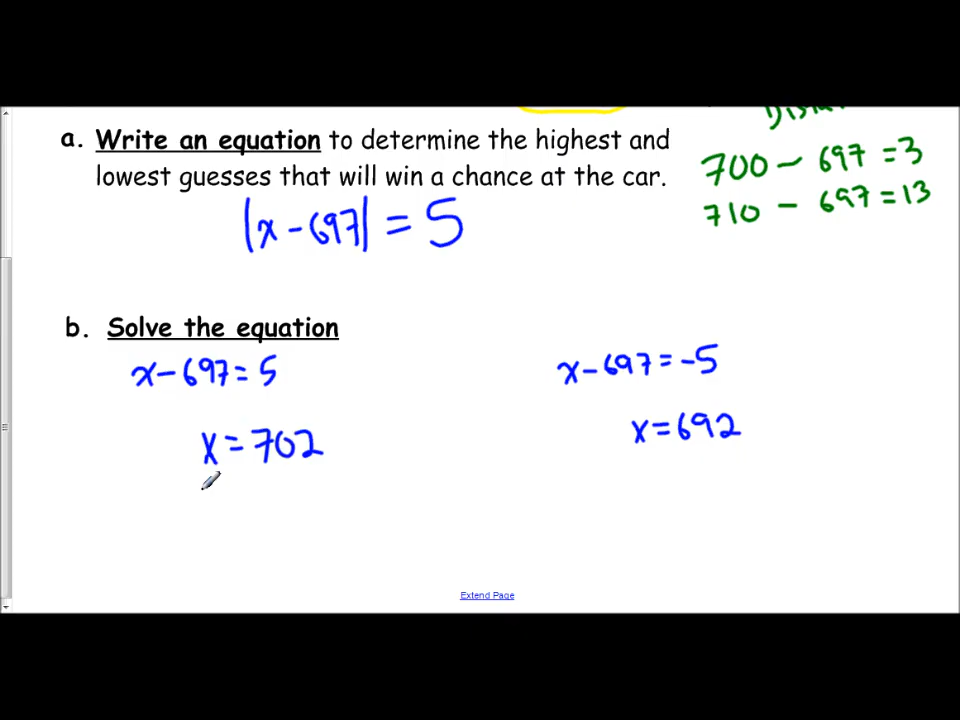 a. Write an equation to determine the highest and
lowest guesses that will win a chance at the car.
700 - 697 = 3
710 - 697 = 13
|x - 697| = 5
b. Solve the equation
x - 697 = 5
x - 697 = -5
x = 702
x = 692
Extend Page